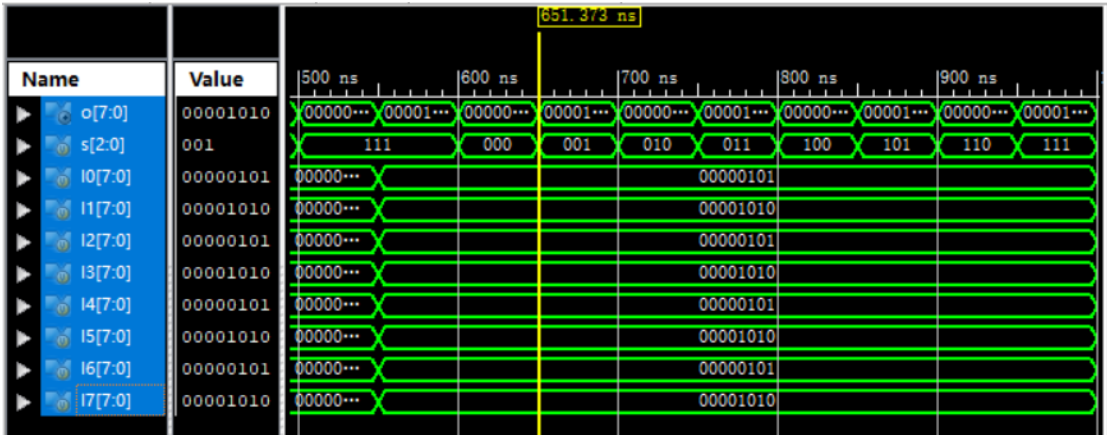 651.373 ns
Name Value 500 ns 600 ns 700 ns 800 ns 900 ns
o[7:0] 00001010 00000··· 00001··· 00000··· 00001··· 00000··· 00001··· 00000··· 00001··· 00000··· 00001···
s[2:0] 001 111 000 001 010 011 100 101 110 111
I0[7:0] 00000101 00000··· 00000101
I1[7:0] 00001010 00000··· 00001010
I2[7:0] 00000101 00000··· 00000101
I3[7:0] 00001010 00000··· 00001010
I4[7:0] 00000101 00000··· 00000101
I5[7:0] 00001010 00000··· 00001010
I6[7:0] 00000101 00000··· 00000101
I7[7:0] 00001010 00000··· 00001010